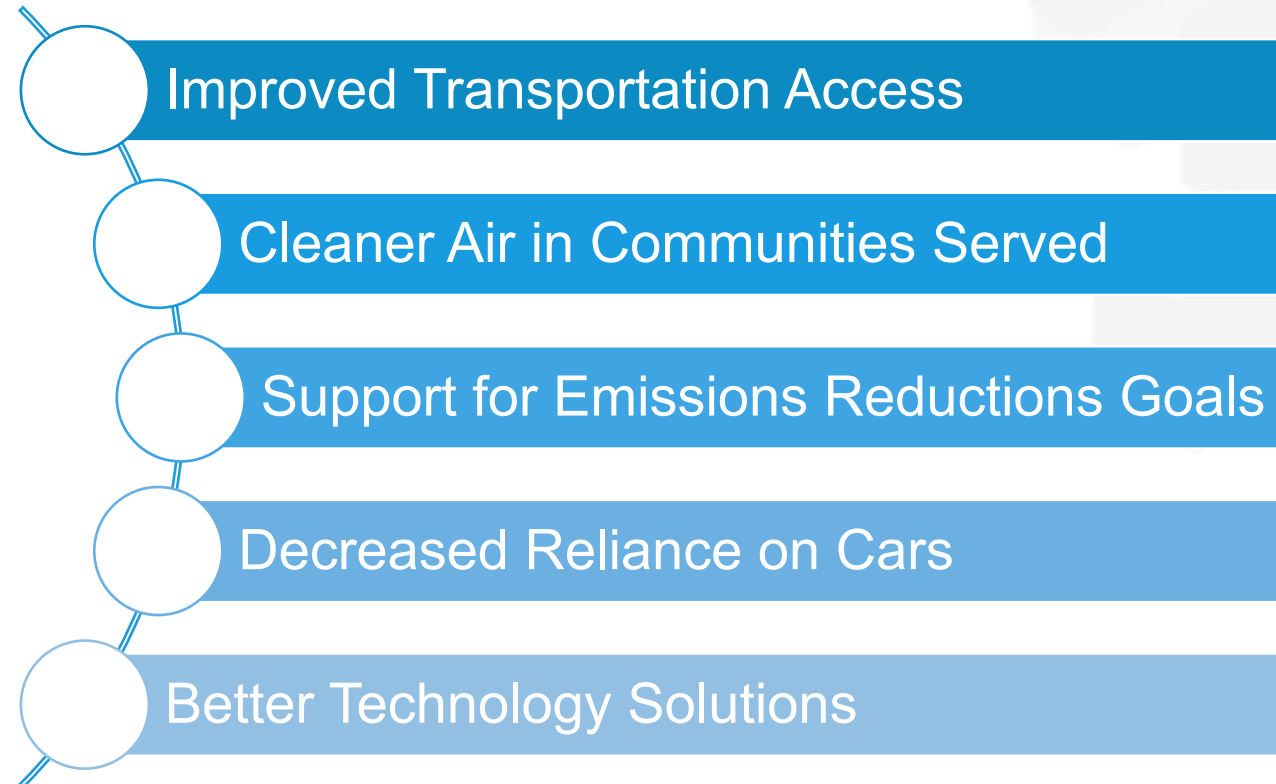 Improved Transportation Access
Cleaner Air in Communities Served
Support for Emissions Reductions Goals
Decreased Reliance on Cars
Better Technology Solutions